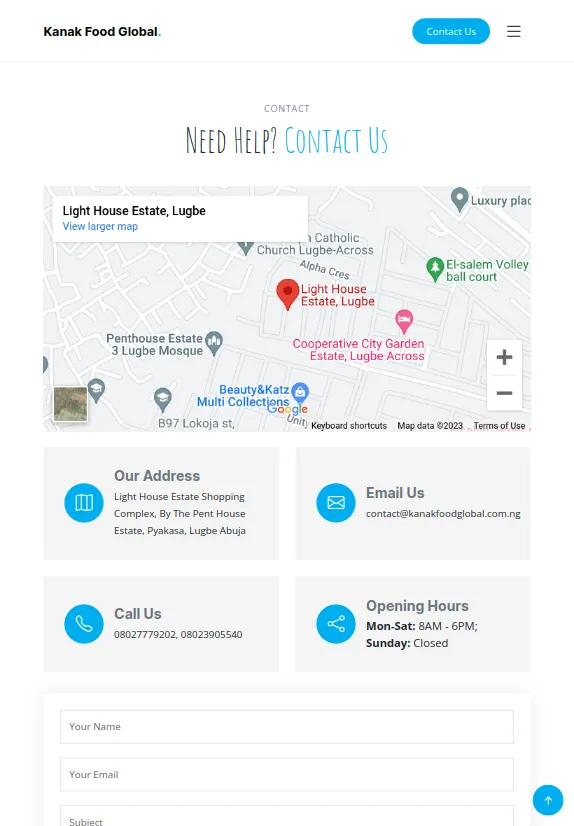 Kanak Food Global.
Contact Us
CONTACT
Need Help? Contact Us
Light House Estate, Lugbe
View larger map
Luxury plac
Catholic
Church Lugbe-Across
Alpha Cres
El-salem Volley
ball court
Light House
Estate, Lugbe
Penthouse Estate
3 Lugbe Mosque
Cooperative City Garden
Estate, Lugbe Across
Beauty&Katz
Multi Collections
Google
B97 Lokoja st,
Unity
Keyboard shortcuts
Map data ©2023
Terms of Use
Our Address
Light House Estate Shopping
Complex, By The Pent House
Estate, Pyakasa, Lugbe Abuja
Email Us
contact@kanakfoodglobal.com.ng
Call Us
08027779202, 08023905540
Opening Hours
Mon-Sat: 8AM - 6PM;
Sunday: Closed
Your Name
Your Email
Subject